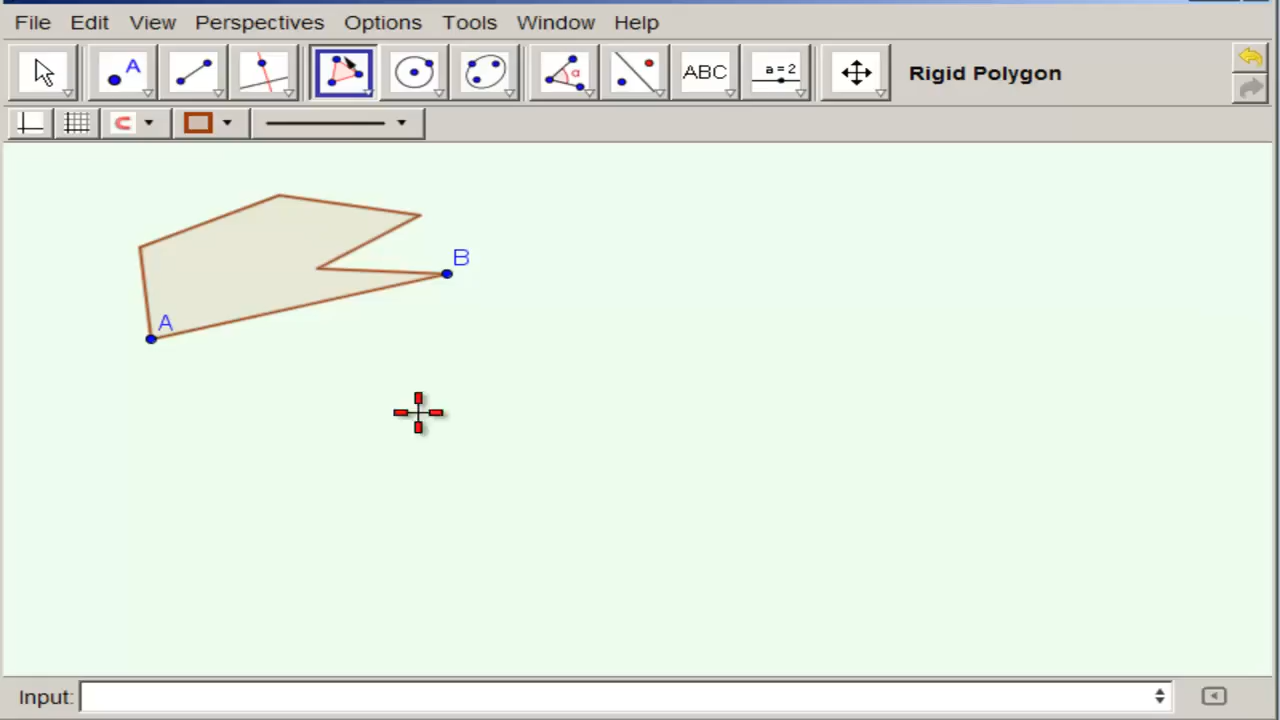 File Edit View Perspectives Options Tools Window Help
A α ABC a = 2 Rigid Polygon
B
A
Input: